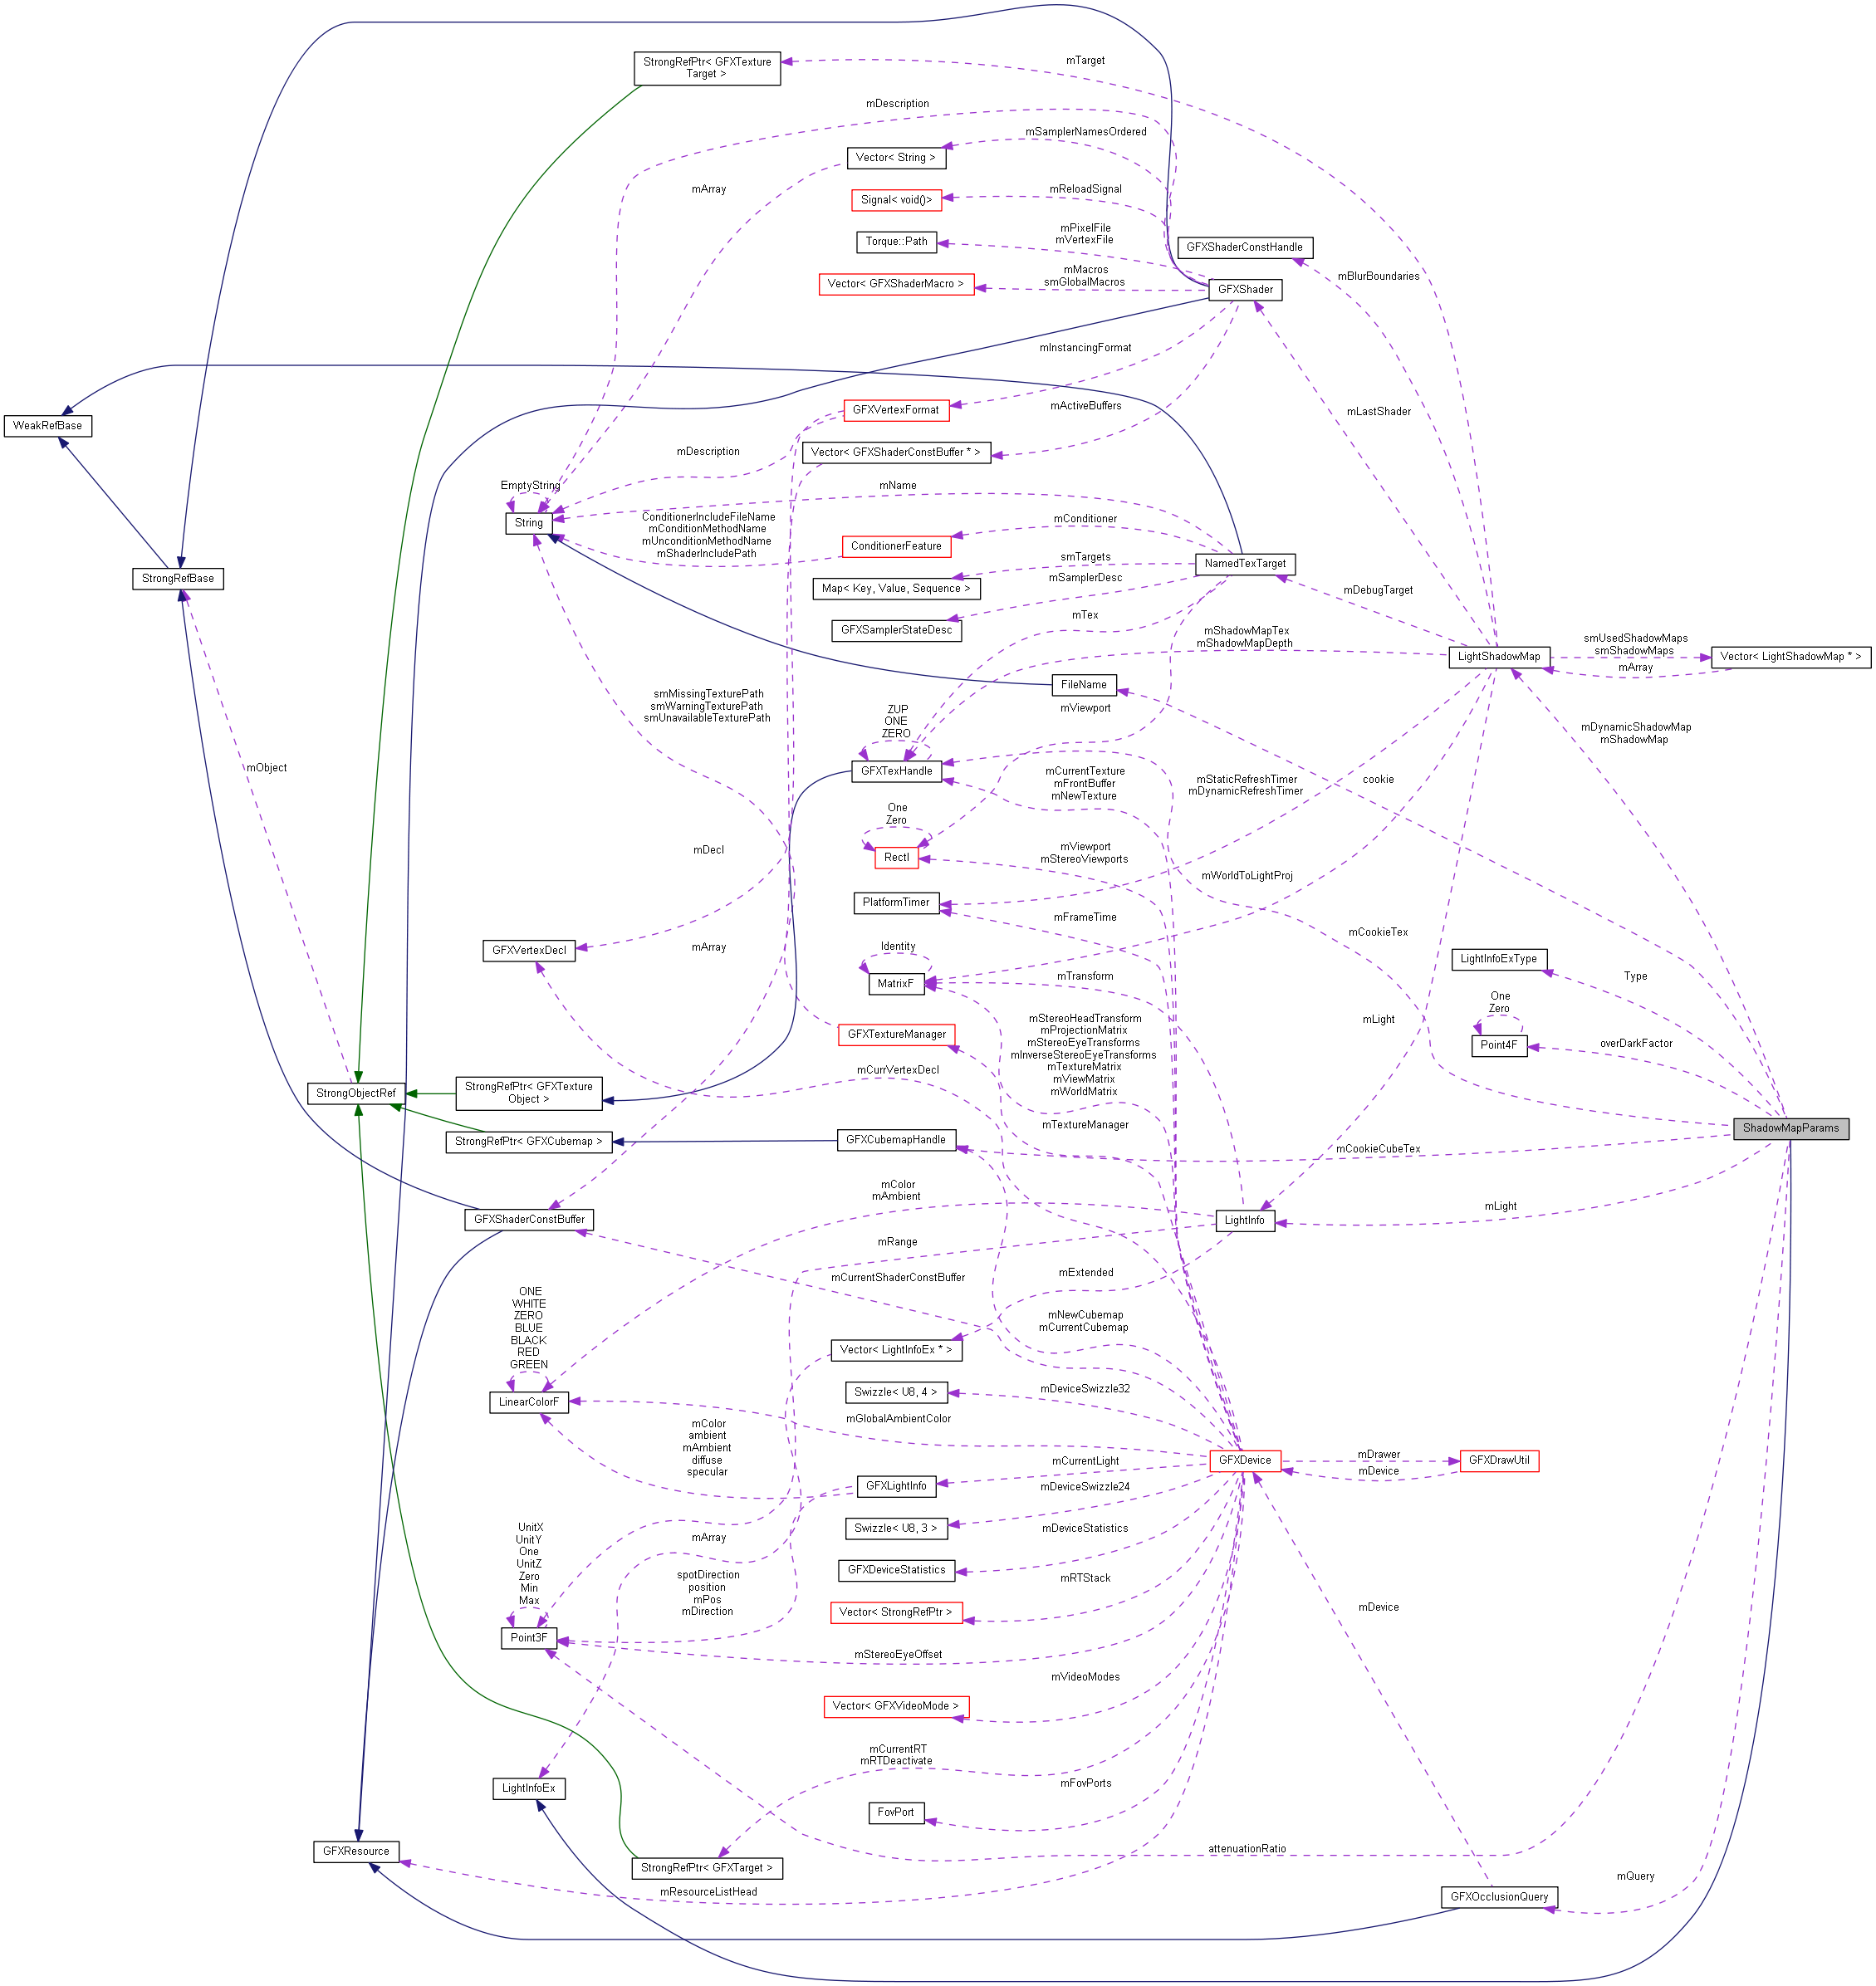 StrongRefPtr< GFXTexture
Target >
mTarget
mDescription
mSamplerNamesOrdered
Vector< String >
mArray
mReloadSignal
Signal< void()>
mPixelFile
mVertexFile
Torque::Path
GFXShaderConstHandle
mMacros
smGlobalMacros
Vector< GFXShaderMacro >
mBlurBoundaries
GFXShader
mInstancingFormat
GFXVertexFormat
mActiveBuffers
mLastShader
WeakRefBase
mDescription
Vector< GFXShaderConstBuffer * >
EmptyString
mName
String
ConditionerIncludeFileName
mConditionMethodName
mUnconditionMethodName
mShaderIncludePath
mConditioner
ConditionerFeature
smTargets
NamedTexTarget
StrongRefBase
Map< Key, Value, Sequence >
mSamplerDesc
mDebugTarget
mTex
GFXSamplerStateDesc
mShadowMapTex
mShadowMapDepth
smUsedShadowMaps
smShadowMaps
LightShadowMap
Vector< LightShadowMap * >
mArray
FileName
smMissingTexturePath
smWarningTexturePath
smUnavailableTexturePath
ZUP
ONE
ZERO
mViewport
mDynamicShadowMap
mShadowMap
mObject
GFXTexHandle
mCurrentTexture
mFrontBuffer
mNewTexture
mStaticRefreshTimer
mDynamicRefreshTimer
cookie
One
Zero
mDecl
RectI
mViewport
mStereoViewports
mWorldToLightProj
PlatformTimer
mFrameTime
mCookieTex
GFXVertexDecl
mArray
Identity
MatrixF
mTransform
LightInfoExType
Type
One
Zero
mLight
Point4F
overDarkFactor
GFXTextureManager
mStereoHeadTransform
mProjectionMatrix
mStereoEyeTransforms
mInverseStereoEyeTransforms
mTextureMatrix
mViewMatrix
mWorldMatrix
mCurrVertexDecl
StrongObjectRef
StrongRefPtr< GFXTexture
Object >
mTextureManager
ShadowMapParams
StrongRefPtr< GFXCubemap >
GFXCubemapHandle
mCookieCubeTex
mColor
mAmbient
GFXShaderConstBuffer
LightInfo
mLight
mRange
mCurrentShaderConstBuffer
mExtended
ONE
WHITE
ZERO
BLUE
BLACK
RED
GREEN
mNewCubemap
mCurrentCubemap
Vector< LightInfoEx * >
LinearColorF
Swizzle< U8, 4 >
mDeviceSwizzle32
mGlobalAmbientColor
mColor
ambient
mAmbient
diffuse
specular
mCurrentLight
GFXDevice
mDrawer
GFXDrawUtil
mDevice
GFXLightInfo
mDeviceSwizzle24
Swizzle< U8, 3 >
mDeviceStatistics
UnitX
UnitY
One
UnitZ
Zero
Min
Max
mArray
GFXDeviceStatistics
spotDirection
position
mPos
mDirection
mRTStack
Vector< StrongRefPtr >
mDevice
Point3F
mStereoEyeOffset
mVideoModes
Vector< GFXVideoMode >
mCurrentRT
mRTDeactivate
LightInfoEx
mFovPorts
FovPort
GFXResource
attenuationRatio
StrongRefPtr< GFXTarget >
mResourceListHead
mQuery
GFXOcclusionQuery